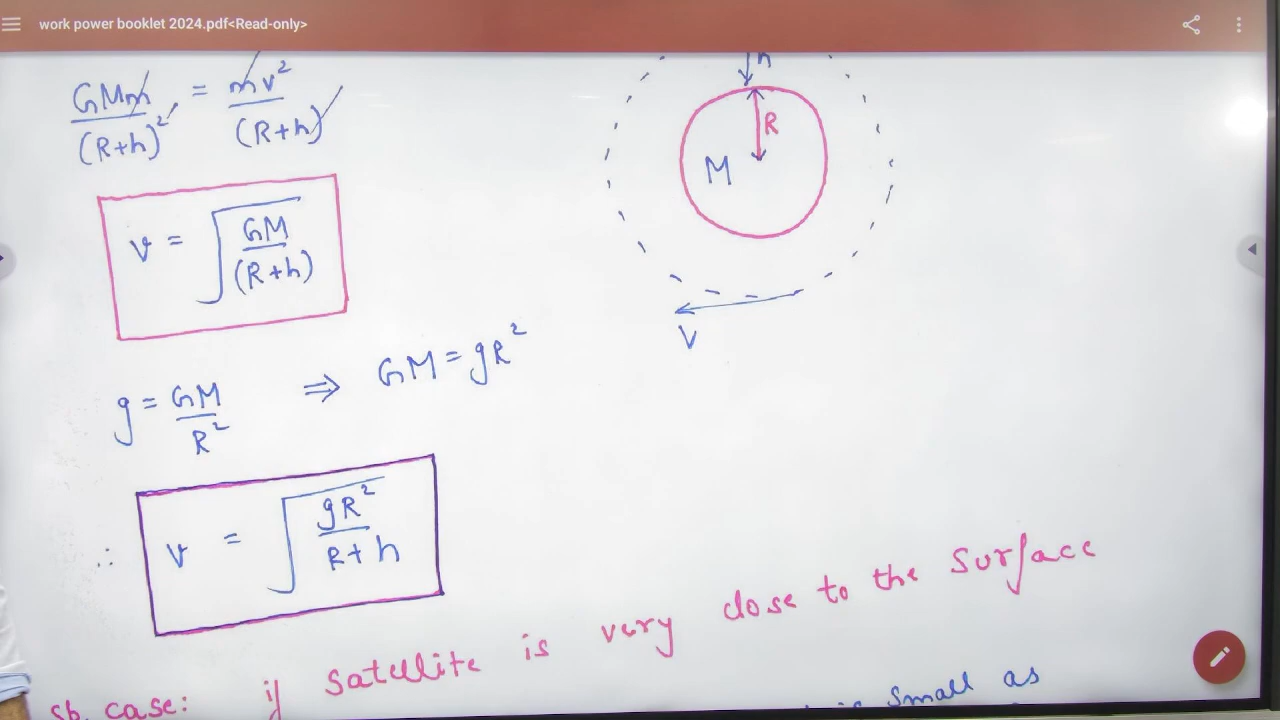 work power booklet 2024.pdf<Read-only>
GMm/(R+h)² = mv²/(R+h)
h
R
M
v = √(GM/(R+h))
V
g = GM/R² ⇒ GM = gR²
∴ v = √(gR²/(R+h))
sp. case: if satellite is very close to the surface
is small as